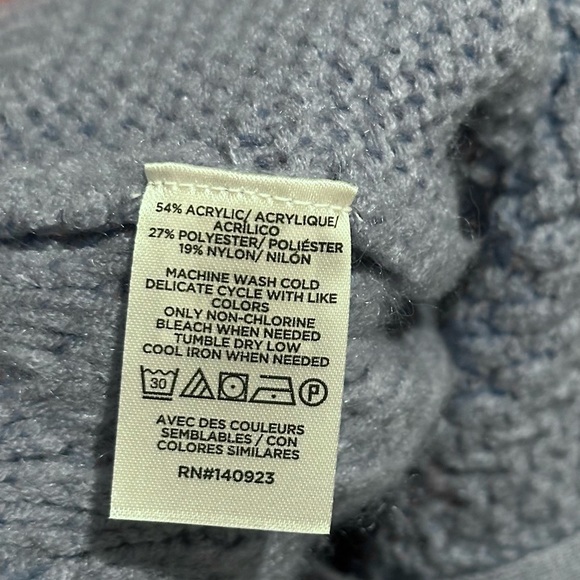 54% ACRYLIC/ ACRYLIQUE/
ACRÍLICO
27% POLYESTER/ POLIÉSTER
19% NYLON/ NILÓN
MACHINE WASH COLD
DELICATE CYCLE WITH LIKE
COLORS
ONLY NON-CHLORINE
BLEACH WHEN NEEDED
TUMBLE DRY LOW
COOL IRON WHEN NEEDED
30 P
AVEC DES COULEURS
SEMBLABLES / CON
COLORES SIMILARES
RN#140923